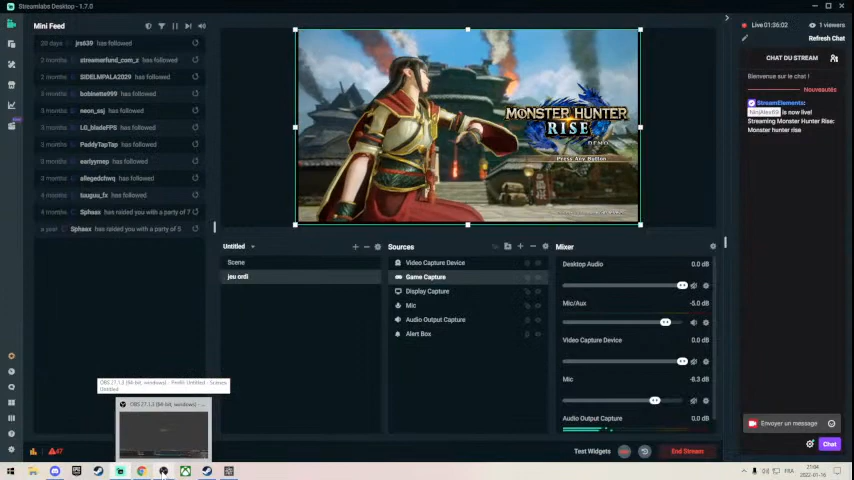 Streamlabs Desktop - 1.7.0
Mini Feed
20 days jrs639 has followed
2 months streamerfund_com_z has followed
2 months SIDELMPALA2029 has followed
2 months bobinette999 has followed
2 months neon_saj has followed
3 months LG_bladeFPS has followed
3 months PaddyTapTap has followed
3 months earlyymep has followed
3 months allegedchwq has followed
4 months tuuguu_fx has followed
4 months Sphaax has raided you with a party of 7
a year Sphaax has raided you with a party of 5
MONSTER HUNTER
RISE
DEMO
Press Any Button
Untitled
Scene
jeu ordi
Sources
Video Capture Device
Game Capture
Display Capture
Mic
Audio Output Capture
Alert Box
Mixer
Desktop Audio 0.0 dB
Mic/Aux -5.0 dB
Video Capture Device 0.0 dB
Mic -8.3 dB
Audio Output Capture 0.0 dB
Live 01:36:02 1 viewers
Refresh Chat
CHAT DU STREAM
Bienvenue sur le chat !
Nouveautés
StreamElements:
is now live!
Streaming Monster Hunter Rise:
Monster hunter rise
Envoyer un message
Chat
OBS 27.1.3 (64-bit, windows) - Profil: Untitled - Scènes:
Untitled
OBS 27.1.3 (64-bit, windows) - ...
47
Test Widgets
End Stream
FRA
21:04
2022-01-16